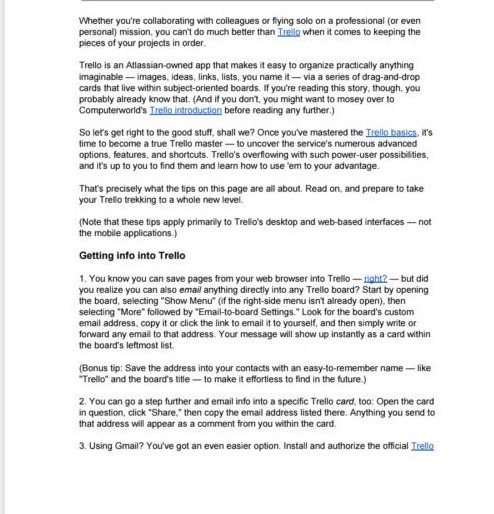 Whether you're collaborating with colleagues or flying solo on a professional (or even
personal) mission, you can't do much better than Trello when it comes to keeping the
pieces of your projects in order.
Trello is an Atlassian-owned app that makes it easy to organize practically anything
imaginable — images, ideas, links, lists, you name it — via a series of drag-and-drop
cards that live within subject-oriented boards. If you're reading this story, though, you
probably already know that. (And if you don't, you might want to mosey over to
Computerworld's Trello introduction before reading any further.)
So let's get right to the good stuff, shall we? Once you've mastered the Trello basics, it's
time to become a true Trello master — to uncover the service's numerous advanced
options, features, and shortcuts. Trello's overflowing with such power-user possibilities,
and it's up to you to find them and learn how to use 'em to your advantage.
That's precisely what the tips on this page are all about. Read on, and prepare to take
your Trello trekking to a whole new level.
(Note that these tips apply primarily to Trello's desktop and web-based interfaces — not
the mobile applications.)
Getting info into Trello
1. You know you can save pages from your web browser into Trello — right? — but did
you realize you can also email anything directly into any Trello board? Start by opening
the board, selecting "Show Menu" (if the right-side menu isn't already open), then
selecting "More" followed by "Email-to-board Settings." Look for the board's custom
email address, copy it or click the link to email it to yourself, and then simply write or
forward any email to that address. Your message will show up instantly as a card within
the board's leftmost list.
(Bonus tip: Save the address into your contacts with an easy-to-remember name — like
"Trello" and the board's title — to make it effortless to find in the future.)
2. You can go a step further and email info into a specific Trello card, too: Open the card
in question, click "Share," then copy the email address listed there. Anything you send to
that address will appear as a comment from you within the card.
3. Using Gmail? You've got an even easier option. Install and authorize the official Trello